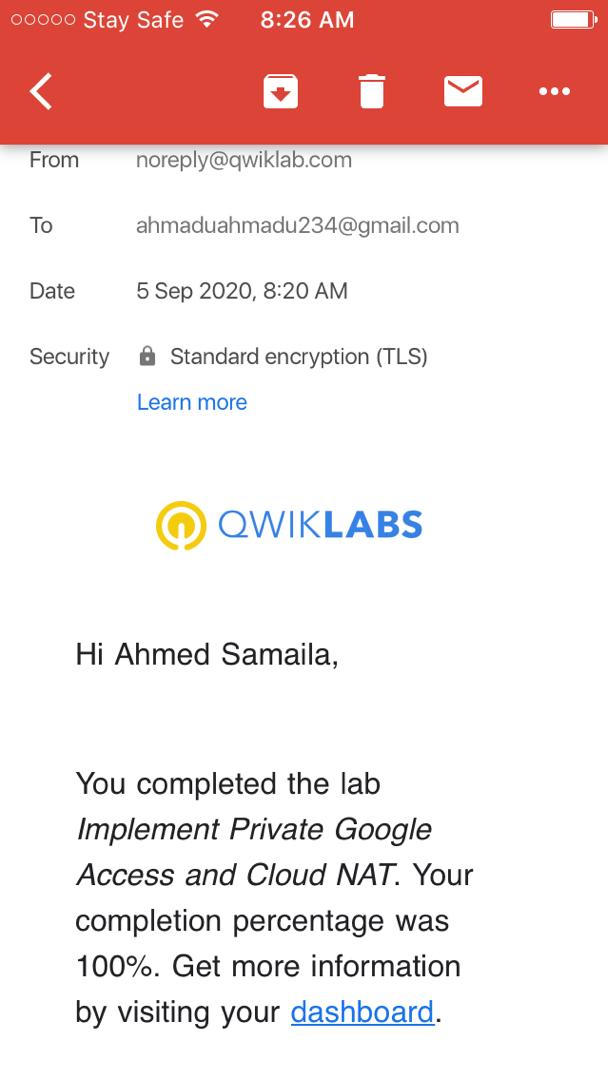 Stay Safe 8:26 AM
From noreply@qwiklab.com
To ahmaduahmadu234@gmail.com
Date 5 Sep 2020, 8:20 AM
Security Standard encryption (TLS)
Learn more
QWIKLABS
Hi Ahmed Samaila,
You completed the lab
Implement Private Google
Access and Cloud NAT. Your
completion percentage was
100%. Get more information
by visiting your dashboard.